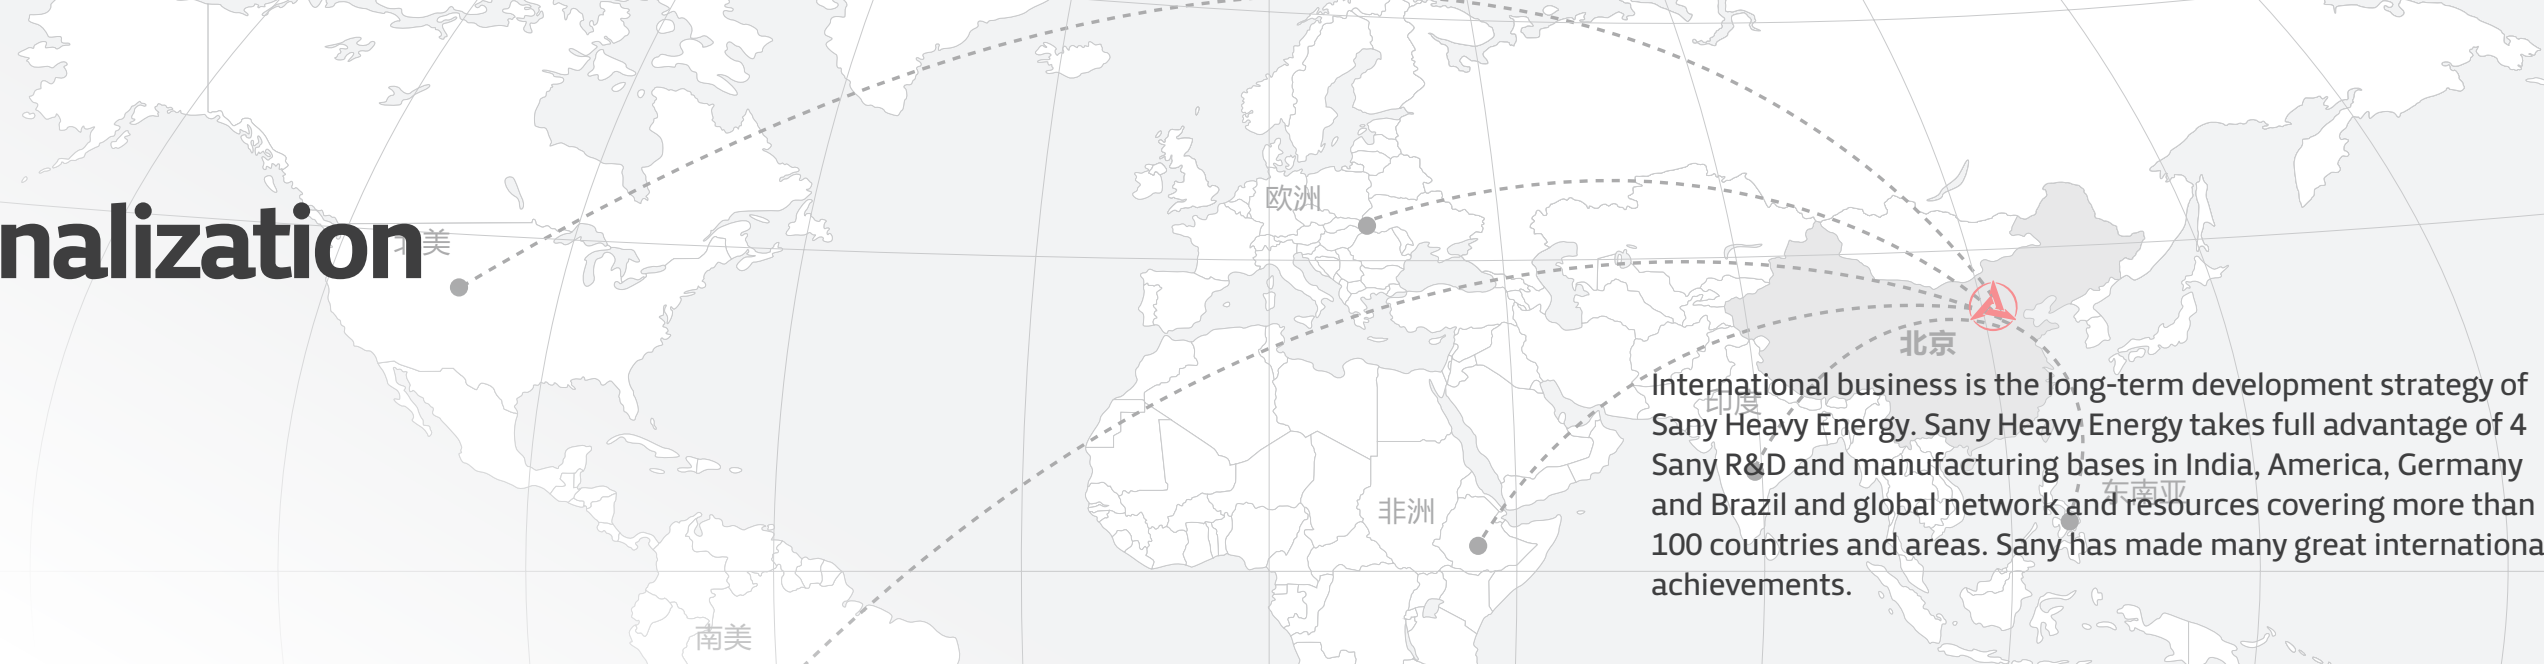 欧洲
nalization
北美
北京
International business is the long-term development strategy of
印度
Sany Heavy Energy. Sany Heavy Energy takes full advantage of 4
Sany R&D and manufacturing bases in India, America, Germany
东南亚
and Brazil and global network and resources covering more than
非洲
100 countries and areas. Sany has made many great internationa
achievements.
南美